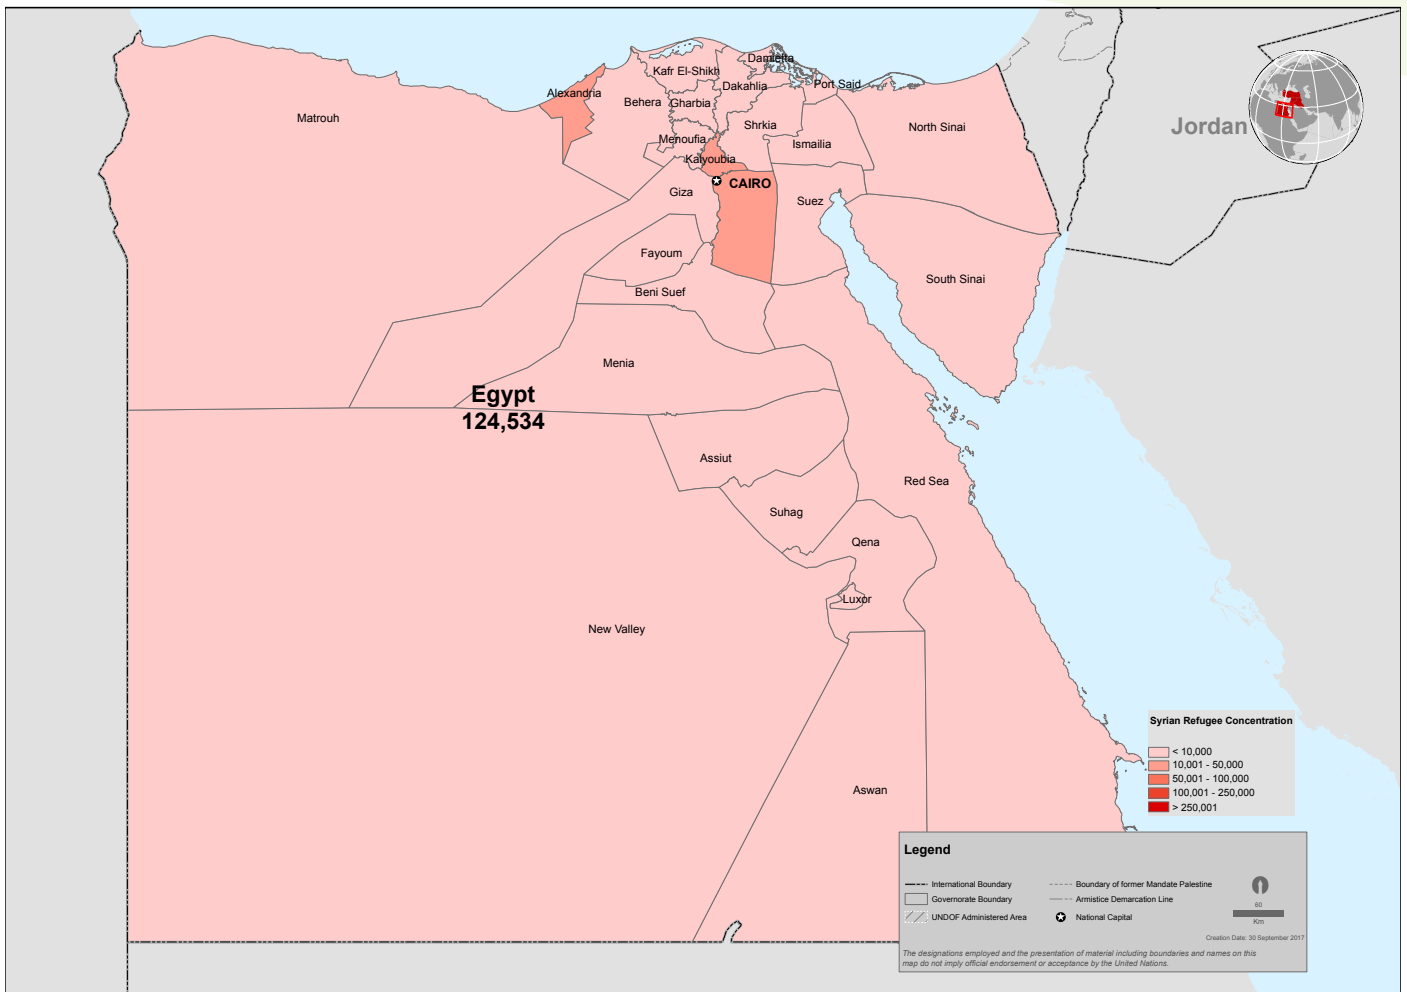 Damietta
Kafr El-Shikh
Port Said
Dakahlia
Alexandria
Behera
Gharbia
Matrouh
Shrkia
North Sinai
Jordan
Menoufia
Ismailia
Kalyoubia
CAIRO
Giza
Suez
Fayoum
South Sinai
Beni Suef
Menia
Egypt
124,534
Assiut
Red Sea
Suhag
Qena
Luxor
New Valley
Aswan
Syrian Refugee Concentration
< 10,000
10,001 - 50,000
50,001 - 100,000
100,001 - 250,000
> 250,001
Legend
International Boundary
Governorate Boundary
UNDOF Administered Area
Boundary of former Mandate Palestine
Armistice Demarcation Line
National Capital
60
Km
Creation Date: 30 September 2017
The designations employed and the presentation of material including boundaries and names on this
map do not imply official endorsement or acceptance by the United Nations.